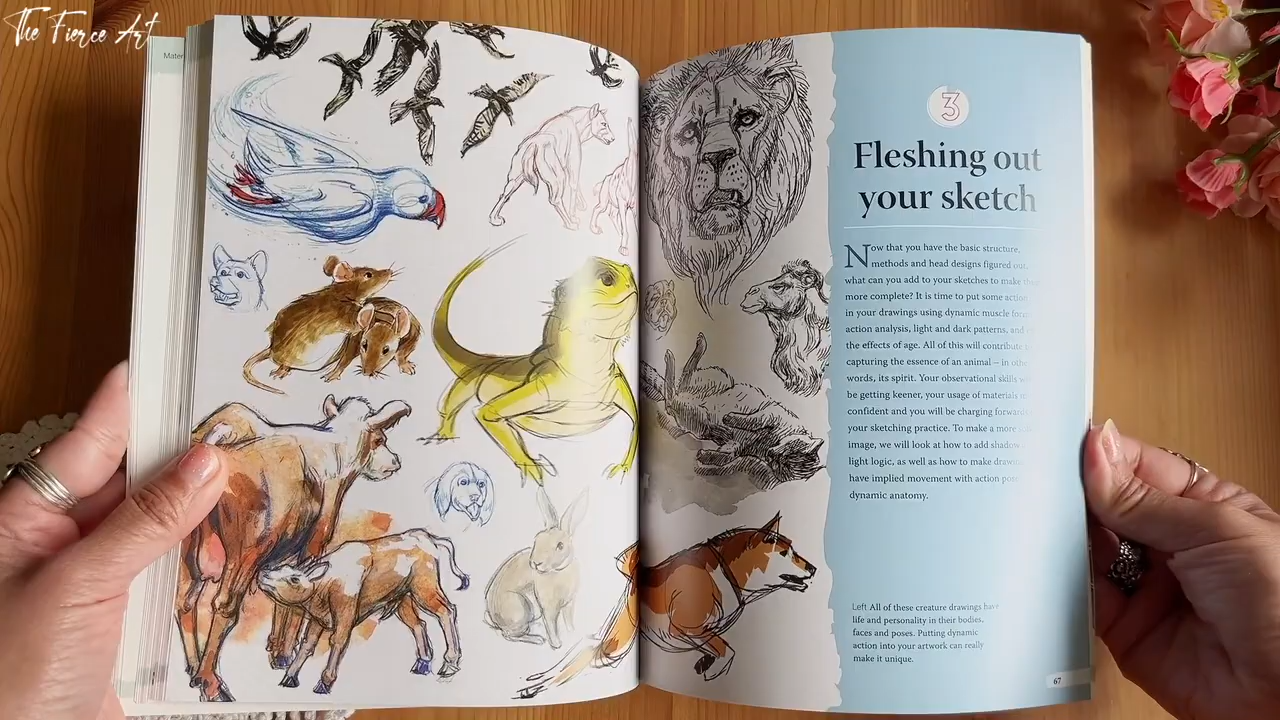 The Fierce Art
Mater
3
Fleshing out
your sketch
Now that you have the basic structure,
methods and head designs figured out,
what can you add to your sketches to make
more complete? It is time to put some action
in your drawings using dynamic muscle
action analysis, light and dark patterns, and
the effects of age. All of this will contribute
capturing the essence of an animal – in
words, its spirit. Your observational skills
be getting keener, your usage of materials
confident and you will be charging forward
your sketching practice. To make a more
image, we will look at how to add shadow
light logic, as well as how to make
have implied movement with action
dynamic anatomy.
Left All of these creature drawings have
life and personality in their bodies,
faces and poses. Putting dynamic
action into your artwork can really
make it unique.
67